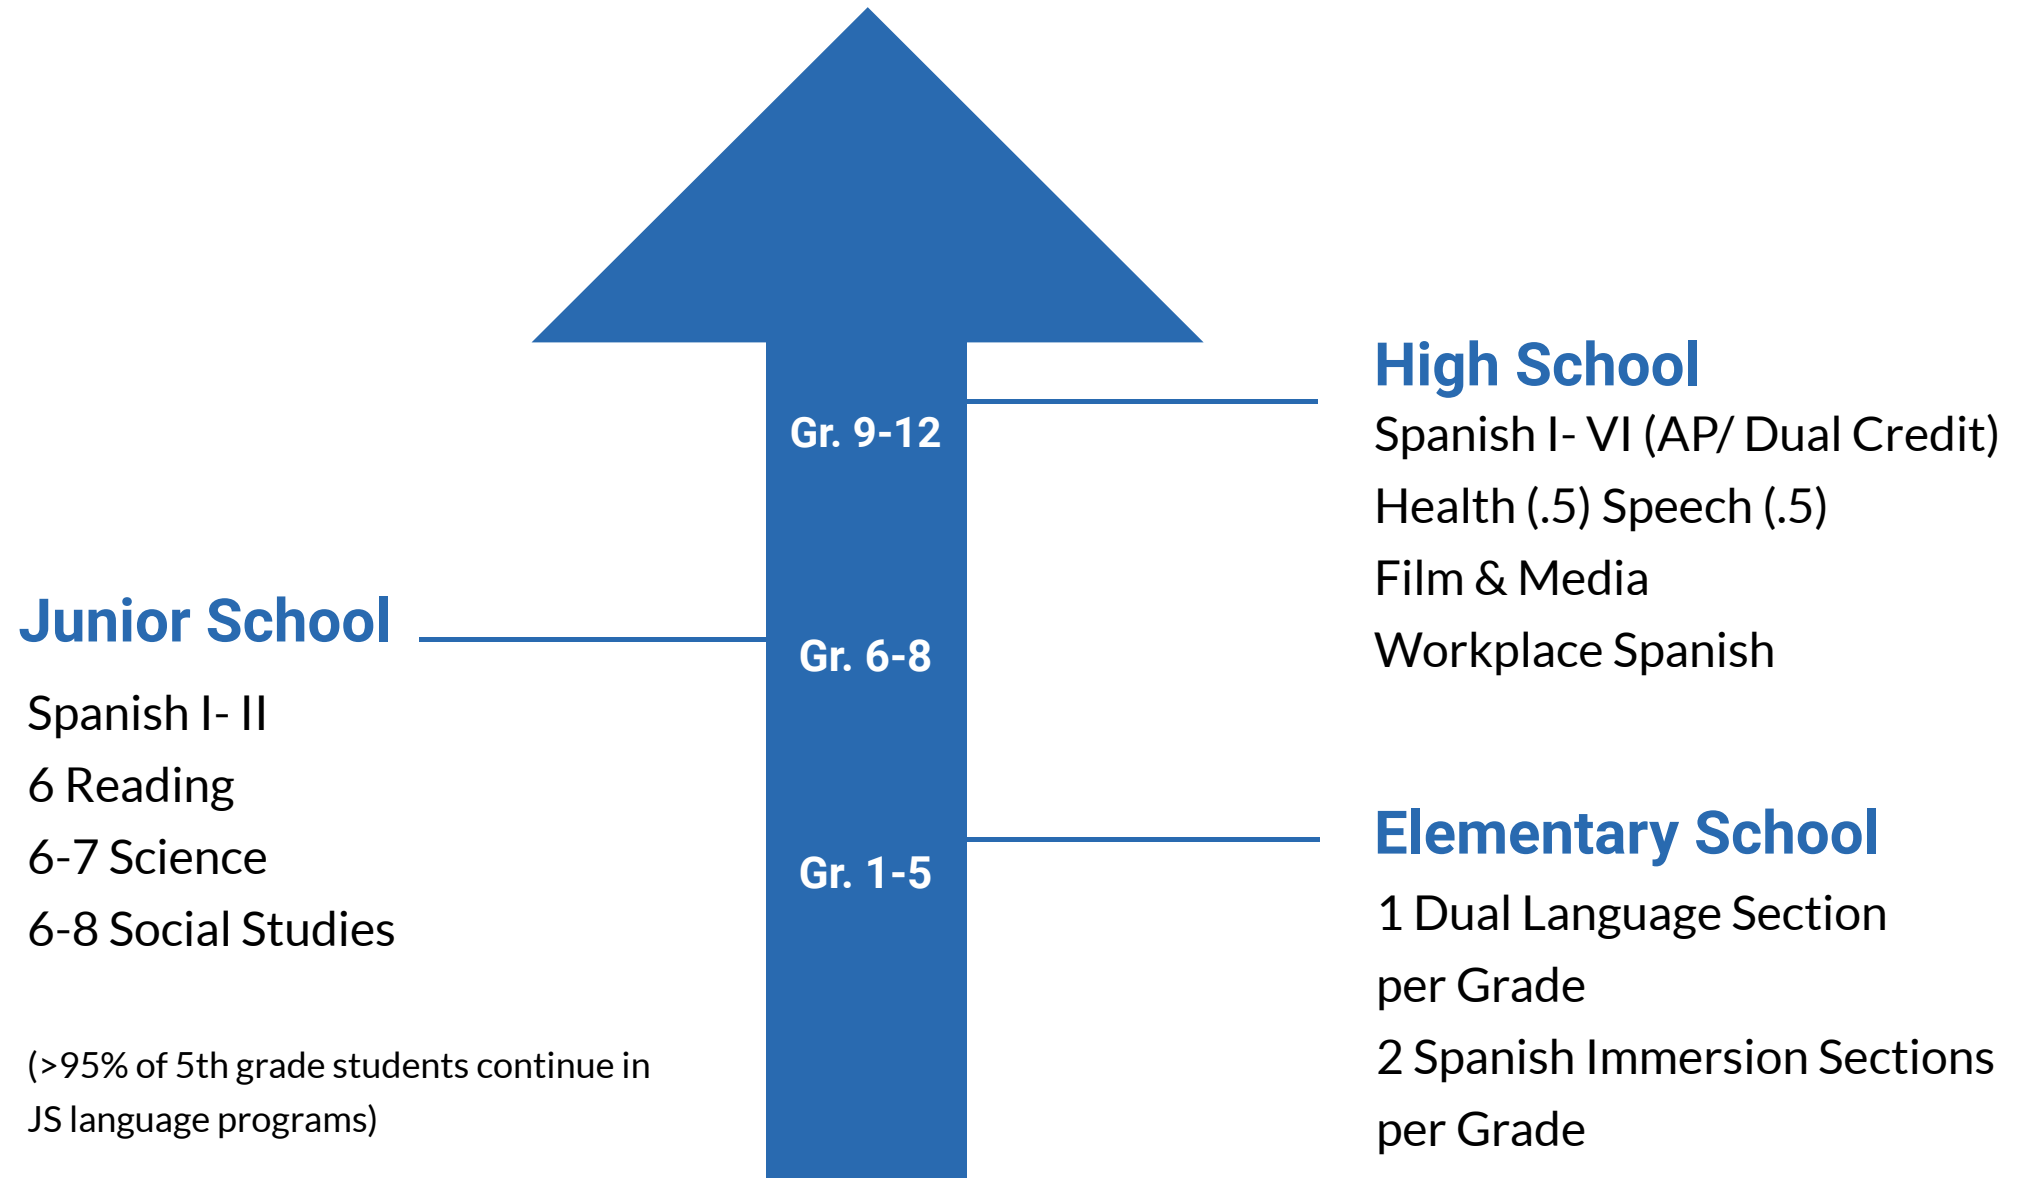 High School
Spanish I- VI (AP/ Dual Credit)
Health (.5) Speech (.5)
Film & Media
Workplace Spanish
Gr. 9-12
Junior School
Spanish I- II
6 Reading
6-7 Science
6-8 Social Studies
(>95% of 5th grade students continue in
JS language programs)
Gr. 6-8
Elementary School
1 Dual Language Section
per Grade
2 Spanish Immersion Sections
per Grade
Gr. 1-5